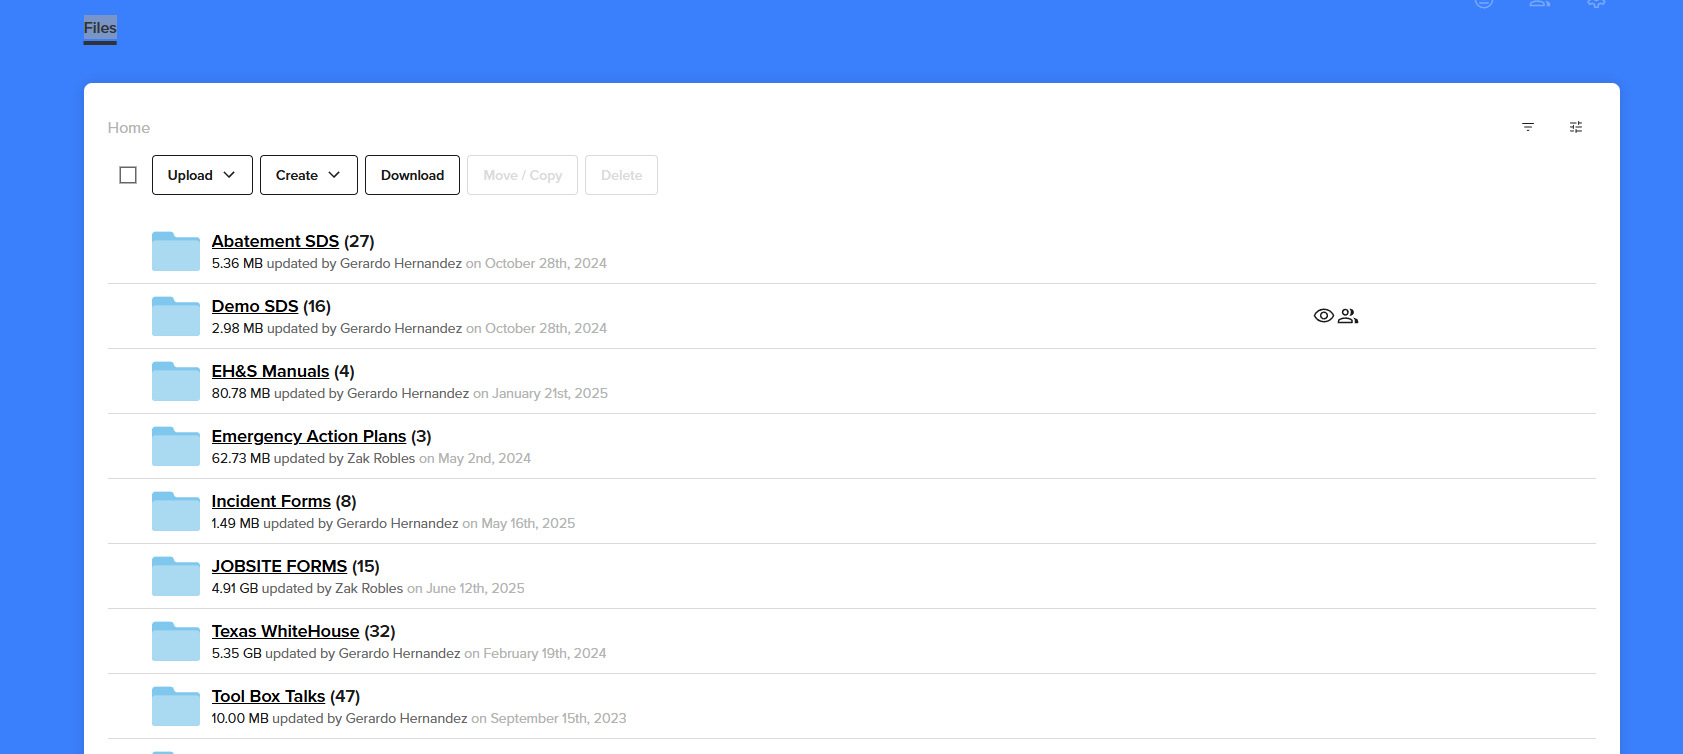 Files
Home
Upload Create Download Move / Copy Delete
Abatement SDS (27)
5.36 MB updated by Gerardo Hernandez on October 28th, 2024
Demo SDS (16)
2.98 MB updated by Gerardo Hernandez on October 28th, 2024
EH&S Manuals (4)
80.78 MB updated by Gerardo Hernandez on January 21st, 2025
Emergency Action Plans (3)
62.73 MB updated by Zak Robles on May 2nd, 2024
Incident Forms (8)
1.49 MB updated by Gerardo Hernandez on May 16th, 2025
JOBSITE FORMS (15)
4.91 GB updated by Zak Robles on June 12th, 2025
Texas WhiteHouse (32)
5.35 GB updated by Gerardo Hernandez on February 19th, 2024
Tool Box Talks (47)
10.00 MB updated by Gerardo Hernandez on September 15th, 2023